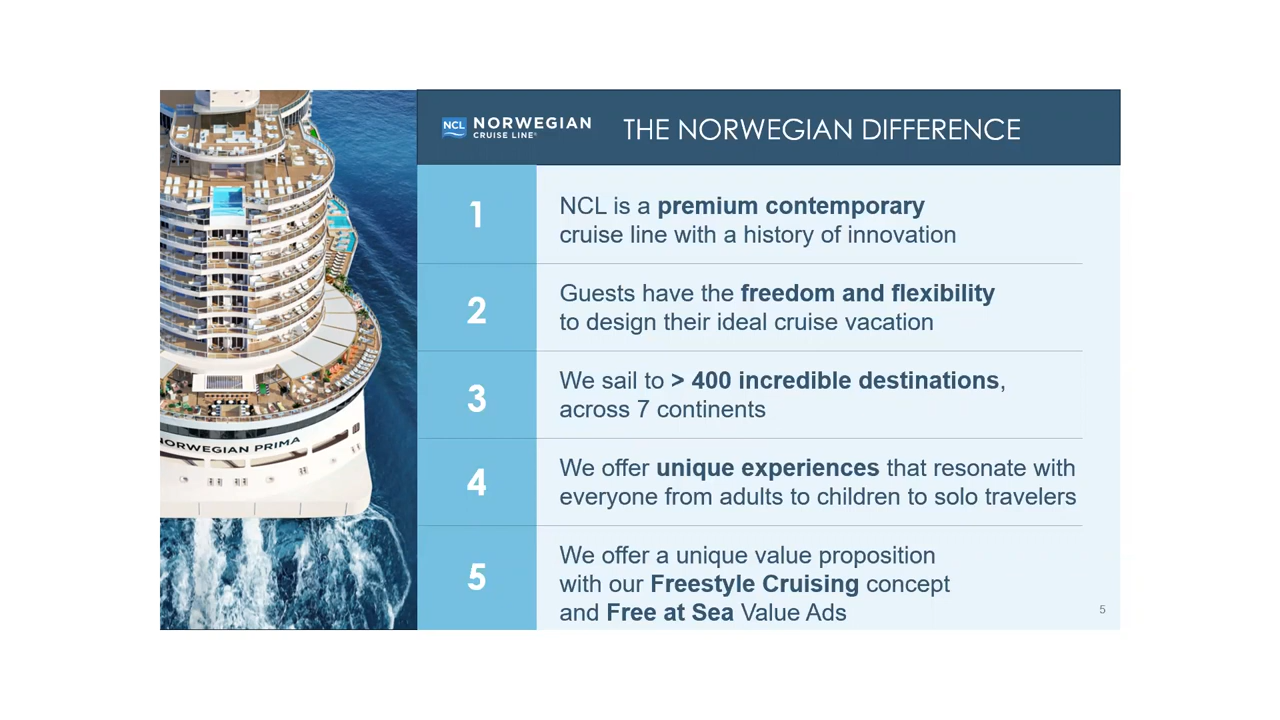 NCL NORWEGIAN
CRUISE LINE®
THE NORWEGIAN DIFFERENCE
1
NCL is a premium contemporary
cruise line with a history of innovation
2
Guests have the freedom and flexibility
to design their ideal cruise vacation
3
We sail to > 400 incredible destinations,
across 7 continents
4
We offer unique experiences that resonate with
everyone from adults to children to solo travelers
5
We offer a unique value proposition
with our Freestyle Cruising concept
and Free at Sea Value Ads
5
NORWEGIAN PRIMA